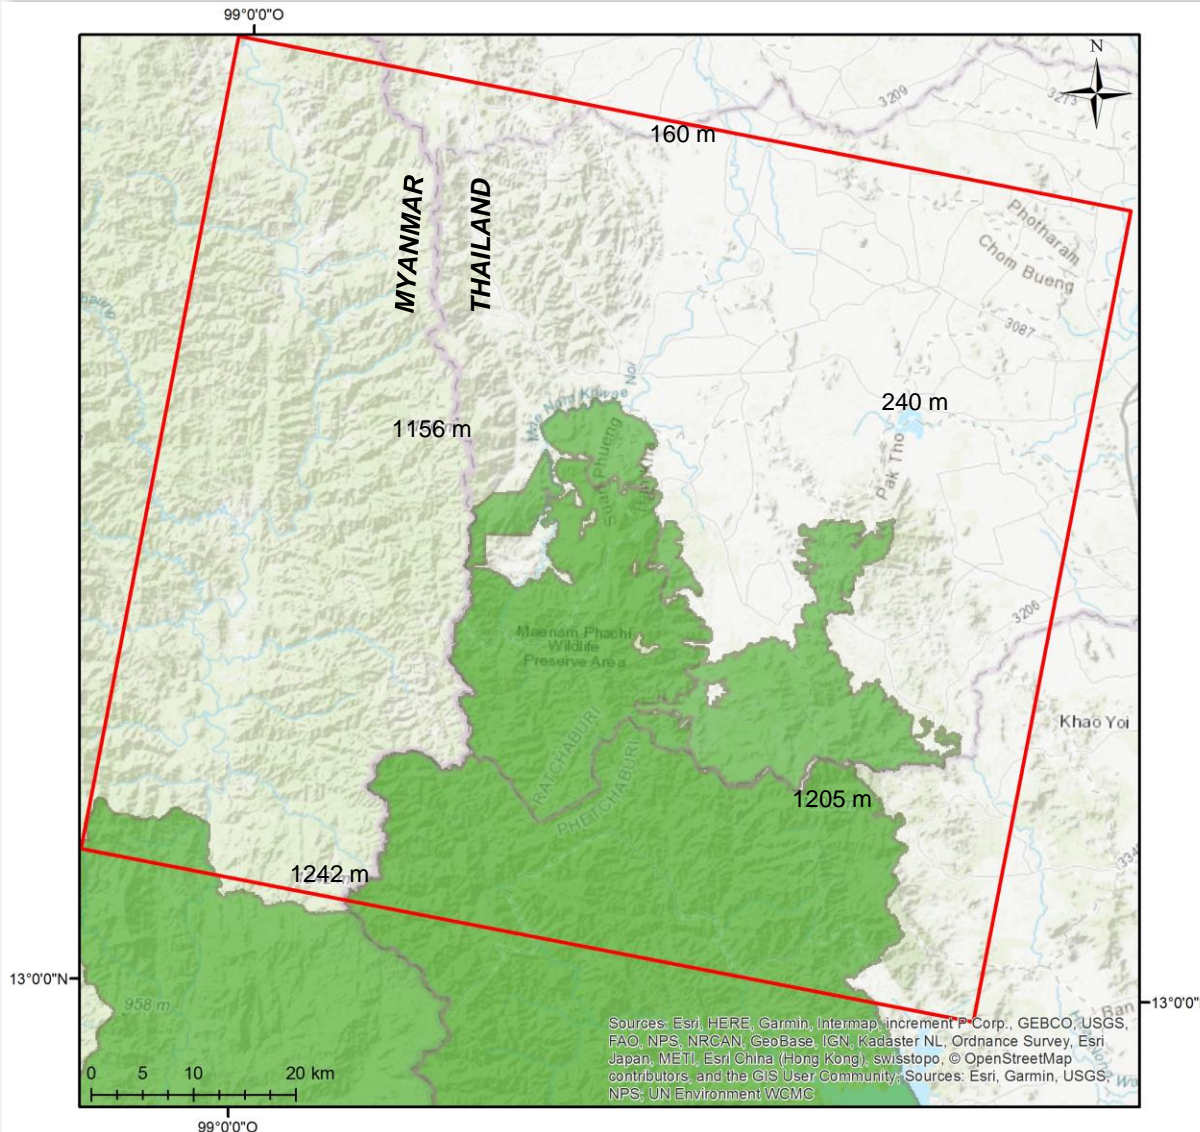 99°0'0"O
N
3209
3273
160 m
MYANMAR
THAILAND
Photharam
Chom Bueng
3087
240 m
Mae Nam Khwae Noi
1156 m
Pak Tho
Suan Phueng
3206
Maenam Phachi
Wildlife
Preserve Area
RATCHABURI
PHETCHABURI
Khao Yoi
1205 m
1242 m
13°0'0"N
13°0'0"
958 m
Ban
Sources: Esri, HERE, Garmin, Intermap, increment P Corp., GEBCO, USGS,
FAO, NPS, NRCAN, GeoBase, IGN, Kadaster NL, Ordnance Survey, Esri
Japan, METI, Esri China (Hong Kong), swisstopo, © OpenStreetMap
contributors, and the GIS User Community, Sources: Esri, Garmin, USGS,
NPS, UN Environment WCMC
0 5 10 20 km
99°0'0"O